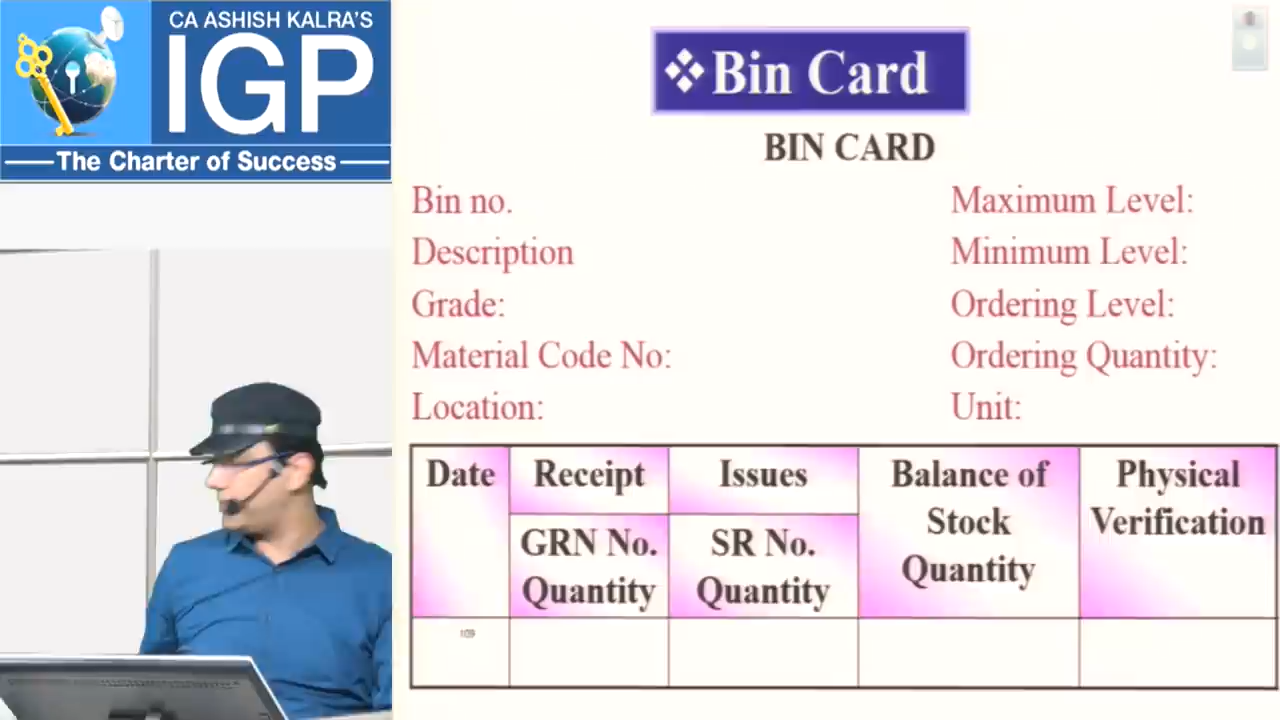 CA ASHISH KALRA'S
IGP
The Charter of Success
❖Bin Card
BIN CARD
Bin no.
Maximum Level:
Description
Minimum Level:
Grade:
Ordering Level:
Material Code No:
Ordering Quantity:
Location:
Unit:
Date
Receipt
Issues
Balance of
Stock
Quantity
Physical
Verification
GRN No.
Quantity
SR No.
Quantity
109